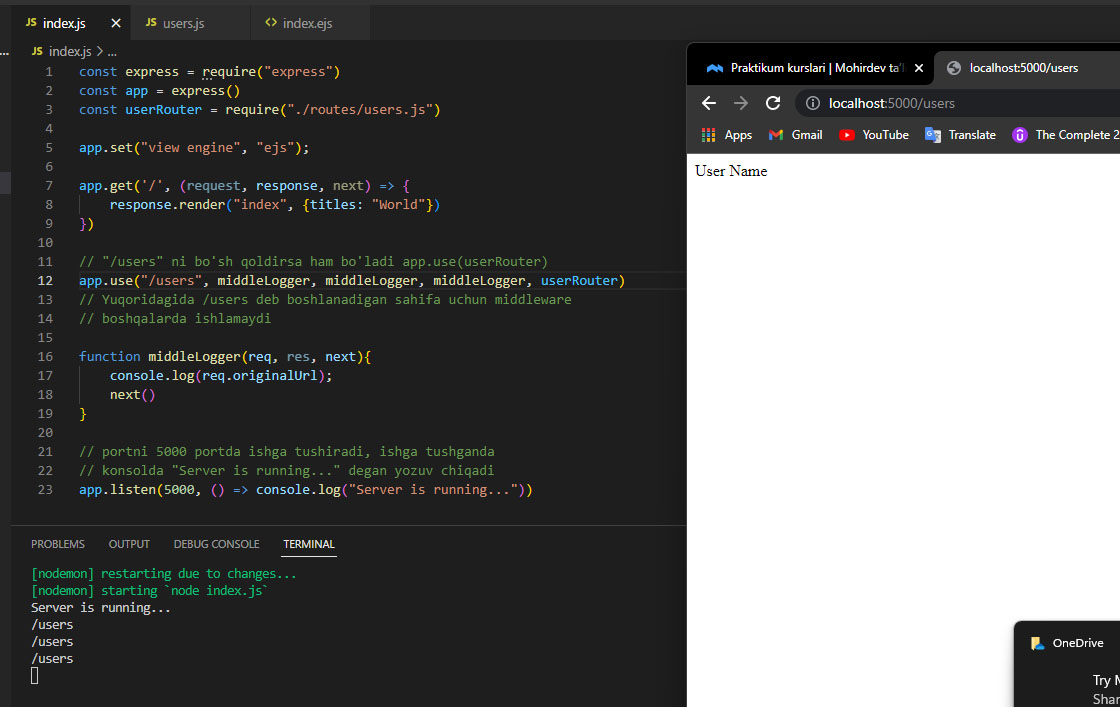 JS index.js × JS users.js <> index.ejs
... JS index.js > ...
1 const express = require("express")
2 const app = express()
3 const userRouter = require("./routes/users.js")
4
5 app.set("view engine", "ejs");
6
7 app.get('/', (request, response, next) => {
8 response.render("index", {titles: "World"})
9 })
10
11 // "/users" ni bo'sh qoldirsa ham bo'ladi app.use(userRouter)
12 app.use("/users", middleLogger, middleLogger, middleLogger, userRouter)
13 // Yuqoridagida /users deb boshlanadigan sahifa uchun middleware
14 // boshqalarda ishlamaydi
15
16 function middleLogger(req, res, next){
17 console.log(req.originalUrl);
18 next()
19 }
20
21 // portni 5000 portda ishga tushiradi, ishga tushganda
22 // konsolda "Server is running..." degan yozuv chiqadi
23 app.listen(5000, () => console.log("Server is running..."))
PROBLEMS OUTPUT DEBUG CONSOLE TERMINAL
[nodemon] restarting due to changes...
[nodemon] starting `node index.js`
Server is running...
/users
/users
/users
Praktikum kurslari | Mohirdev ta'l × localhost:5000/users
localhost:5000/users
Apps Gmail YouTube Translate The Complete 2
User Name
OneDrive
Try
Shar